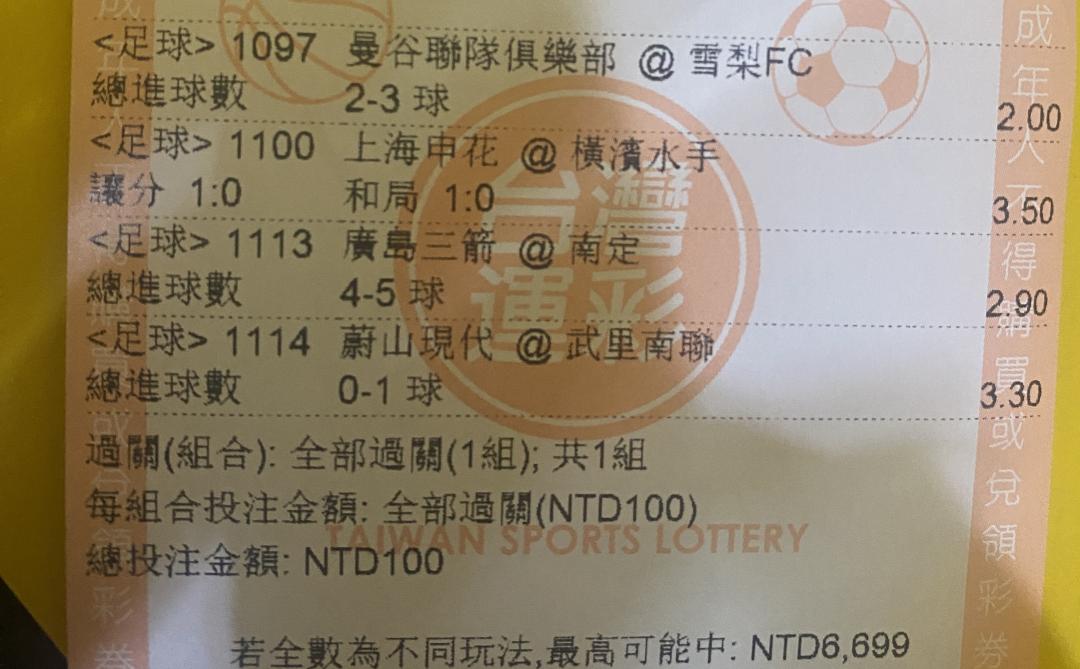 <足球> 1097 曼谷聯隊俱樂部 @ 雪梨FC
總進球數 2-3 球 2.00
<足球> 1100 上海申花 @ 橫濱水手
讓分 1:0 和局 1:0 3.50
<足球> 1113 廣島三箭 @ 南定
總進球數 4-5 球 2.90
<足球> 1114 蔚山現代 @ 武里南聯
總進球數 0-1 球 3.30
過關(組合): 全部過關(1組); 共1組
每組合投注金額: 全部過關(NTD100)
TAIWAN SPORTS LOTTERY
總投注金額: NTD100
若全數為不同玩法,最高可能中: NTD6,699
台灣
運彩
成年人不得購買或兌領彩券